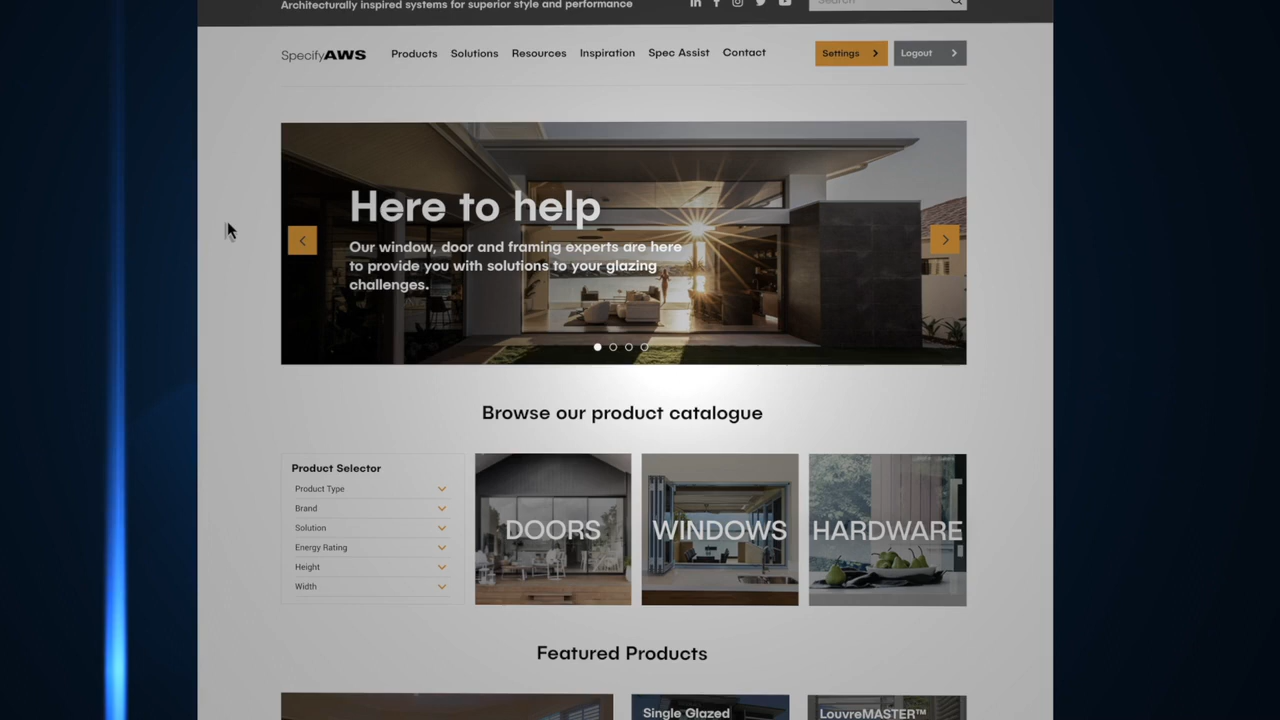 Architecturally inspired systems for superior style and performance
Search
SpecifyAWS
Products Solutions Resources Inspiration Spec Assist Contact
Settings
Logout
Here to help
Our window, door and framing experts are here
to provide you with solutions to your glazing
challenges.
Browse our product catalogue
Product Selector
Product Type
Brand
Solution
Energy Rating
Height
Width
DOORS
WINDOWS
HARDWARE
Featured Products
Single Glazed
LouvreMASTER™